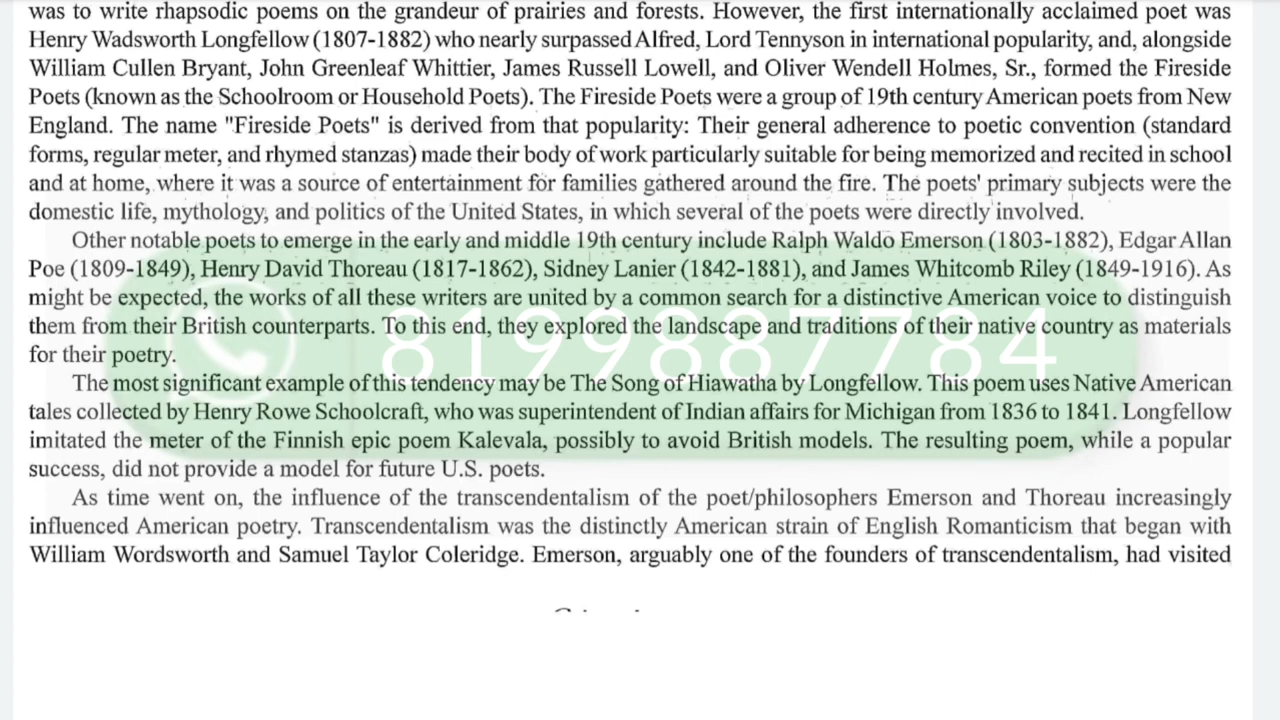 was to write rhapsodic poems on the grandeur of prairies and forests. However, the first internationally acclaimed poet was
Henry Wadsworth Longfellow (1807-1882) who nearly surpassed Alfred, Lord Tennyson in international popularity, and, alongside
William Cullen Bryant, John Greenleaf Whittier, James Russell Lowell, and Oliver Wendell Holmes, Sr., formed the Fireside
Poets (known as the Schoolroom or Household Poets). The Fireside Poets were a group of 19th century American poets from New
England. The name "Fireside Poets" is derived from that popularity: Their general adherence to poetic convention (standard
forms, regular meter, and rhymed stanzas) made their body of work particularly suitable for being memorized and recited in school
and at home, where it was a source of entertainment for families gathered around the fire. The poets' primary subjects were the
domestic life, mythology, and politics of the United States, in which several of the poets were directly involved.
Other notable poets to emerge in the early and middle 19th century include Ralph Waldo Emerson (1803-1882), Edgar Allan
Poe (1809-1849), Henry David Thoreau (1817-1862), Sidney Lanier (1842-1881), and James Whitcomb Riley (1849-1916). As
might be expected, the works of all these writers are united by a common search for a distinctive American voice to distinguish
them from their British counterparts. To this end, they explored the landscape and traditions of their native country as materials
for their poetry.
8199887784
The most significant example of this tendency may be The Song of Hiawatha by Longfellow. This poem uses Native American
tales collected by Henry Rowe Schoolcraft, who was superintendent of Indian affairs for Michigan from 1836 to 1841. Longfellow
imitated the meter of the Finnish epic poem Kalevala, possibly to avoid British models. The resulting poem, while a popular
success, did not provide a model for future U.S. poets.
As time went on, the influence of the transcendentalism of the poet/philosophers Emerson and Thoreau increasingly
influenced American poetry. Transcendentalism was the distinctly American strain of English Romanticism that began with
William Wordsworth and Samuel Taylor Coleridge. Emerson, arguably one of the founders of transcendentalism, had visited